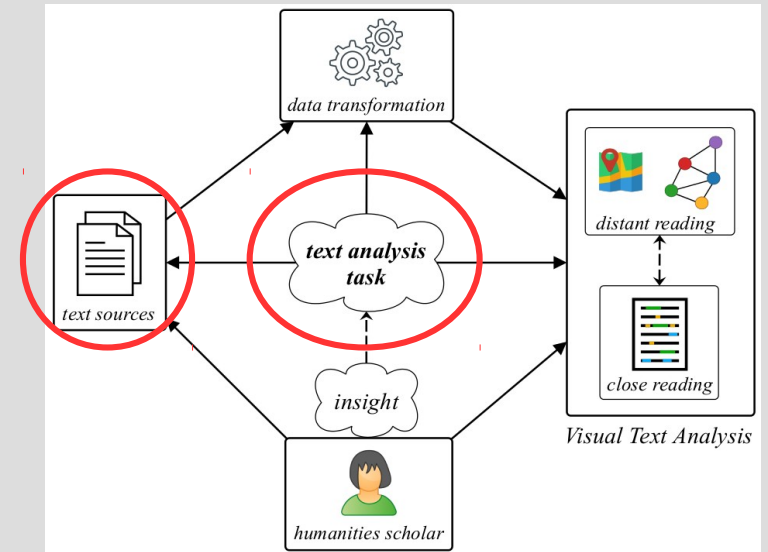 data transformation
distant reading
text analysis
task
text sources
close reading
insight
Visual Text Analysis
humanities scholar